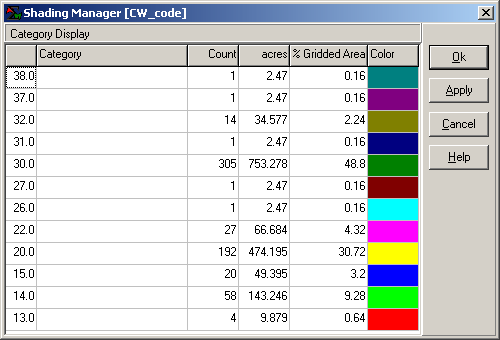 Shading Manager [CW_code]
Category Display
Category Count acres % Gridded Area Color
38.0 1 2.47 0.16
37.0 1 2.47 0.16
32.0 14 34.577 2.24
31.0 1 2.47 0.16
30.0 305 753.278 48.8
27.0 1 2.47 0.16
26.0 1 2.47 0.16
22.0 27 66.684 4.32
20.0 192 474.195 30.72
15.0 20 49.395 3.2
14.0 58 143.246 9.28
13.0 4 9.879 0.64
Ok
Apply
Cancel
Help